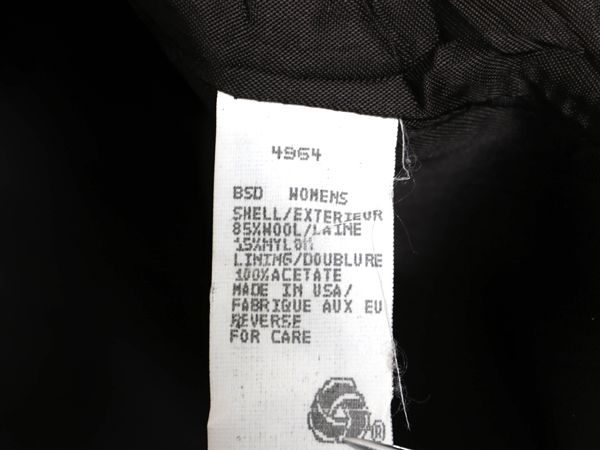 4964
BSD WOMENS
SHELL/EXTERIEUR
85%WOOL/LAINE
15%NYLON
LINING/DOUBLURE
100%ACETATE
MADE IN USA/
FABRIQUE AUX EU
REVERSE
FOR CARE
®